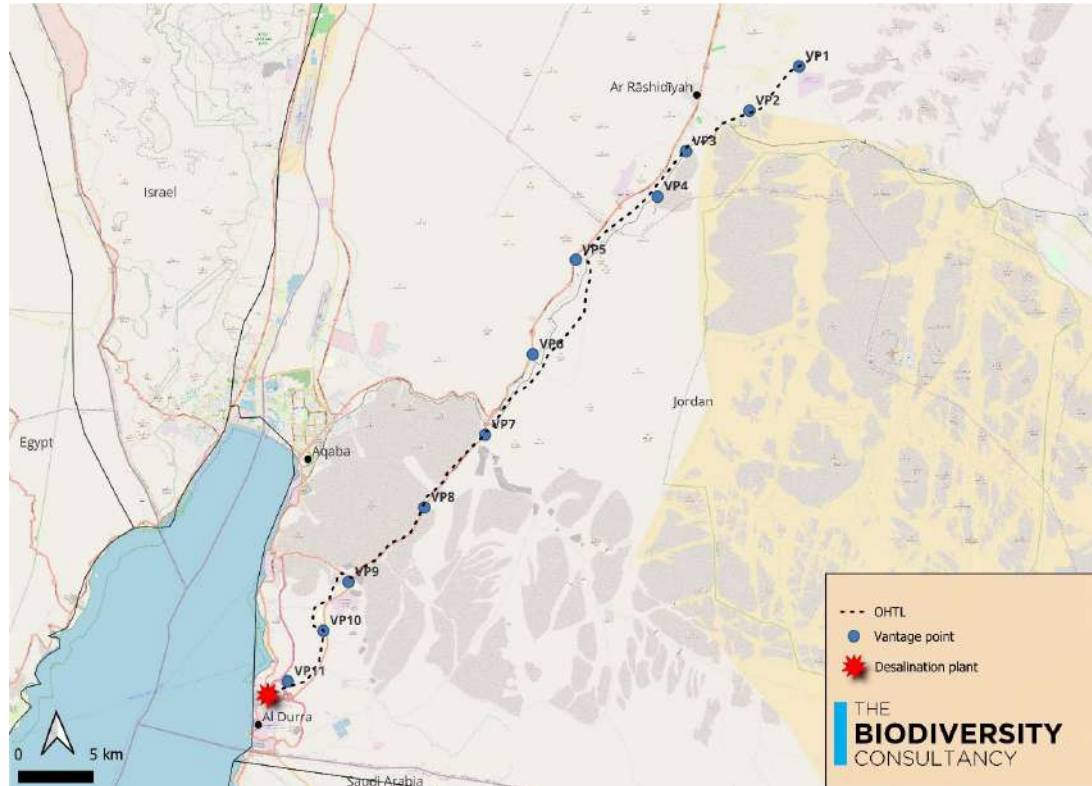 VP1
Ar Rāshidīyah
VP2
VP3
VP4
Israel
VP5
VP6
Jordan
VP7
Egypt
Aqaba
VP8
VP9
VP10
VP11
Al Durra
0 5 km
Saudi Arabia
OHTL
Vantage point
Desalination plant
THE
BIODIVERSITY
CONSULTANCY